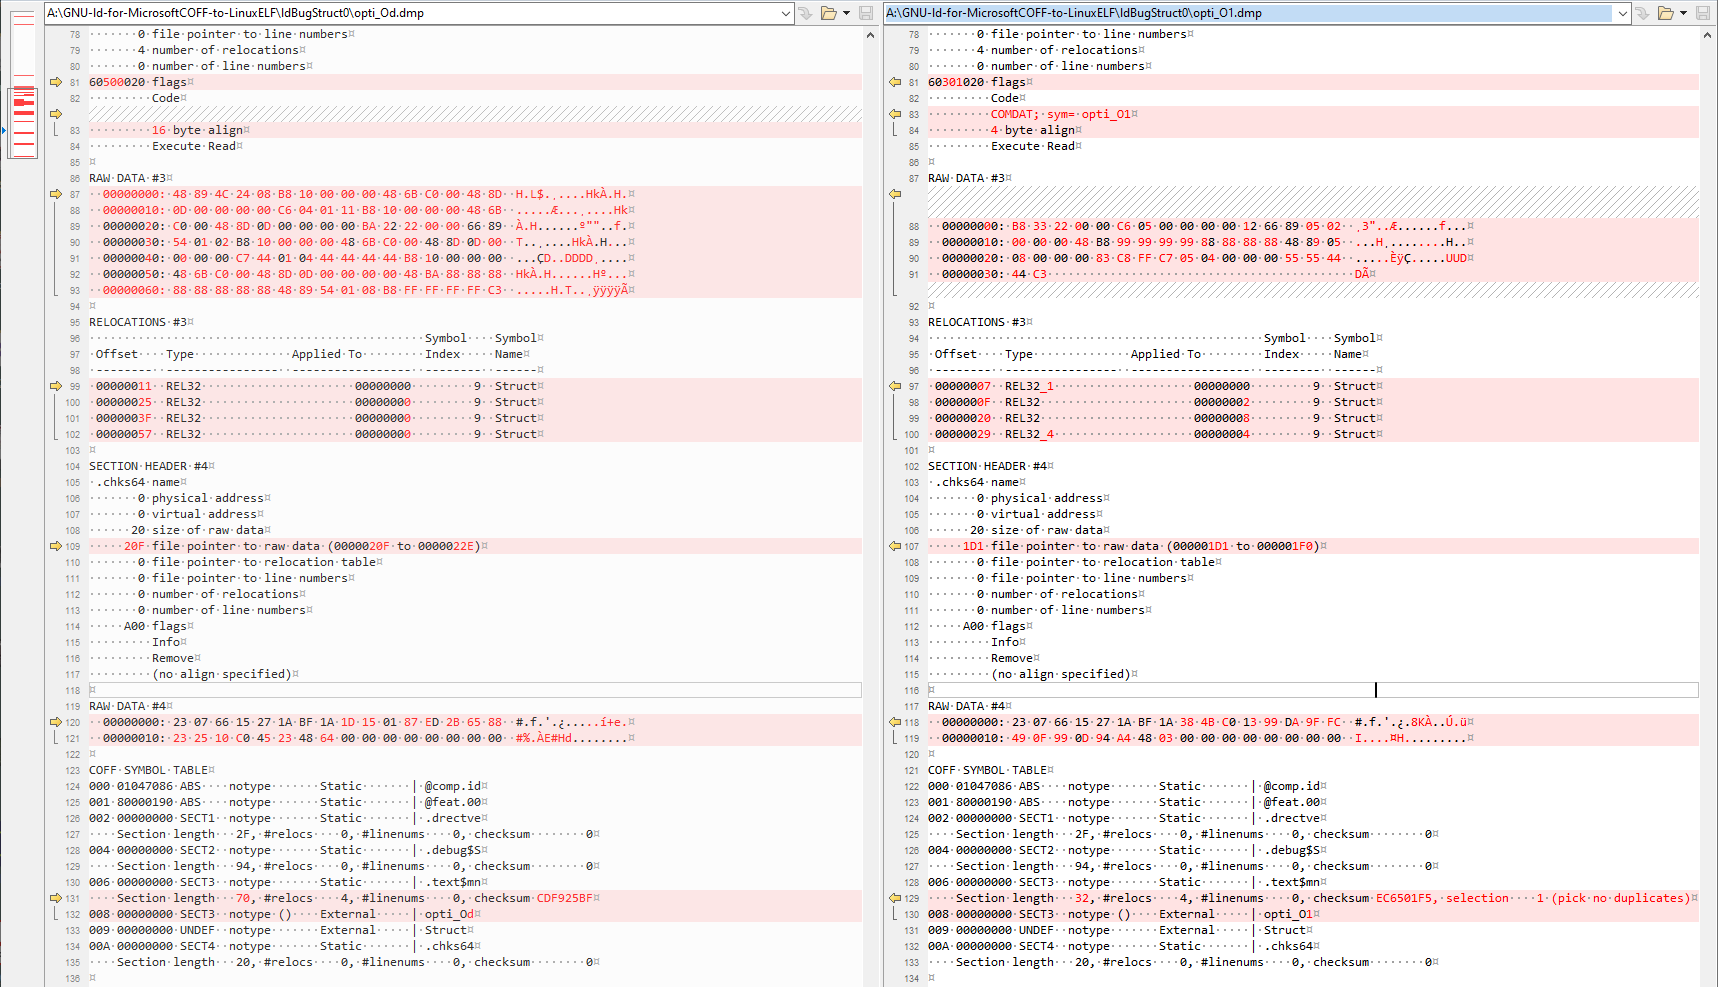 A:\GNU-ld-for-MicrosoftCOFF-to-LinuxELF\ldBugStruct0\opti_Od.dmp
78 0 file pointer to line numbers
79 4 number of relocations
80 0 number of line numbers
81 60500020 flags
82 Code
83 16 byte align
84 Execute Read
85
86 RAW DATA #3
87 00000000: 48 89 4C 24 08 B8 10 00 00 00 48 6B C0 00 48 8D H.L$.¸....HkÀ.H.
88 00000010: 0D 00 00 00 00 C6 04 01 11 B8 10 00 00 00 48 6B .....Æ...¸....Hk
89 00000020: C0 00 48 8D 0D 00 00 00 00 BA 22 22 00 00 66 89 À.H......º""..f.
90 00000030: 54 01 02 B8 10 00 00 00 48 6B C0 00 48 8D 0D 00 T..¸....HkÀ.H...
91 00000040: 00 00 00 C7 44 01 04 44 44 44 44 B8 10 00 00 00 ...ÇD..DDDD¸....
92 00000050: 48 6B C0 00 48 8D 0D 00 00 00 00 48 BA 88 88 88 HkÀ.H......Hº...
93 00000060: 88 88 88 88 88 48 89 54 01 08 B8 FF FF FF FF C3 .....H.T..¸ÿÿÿÿÃ
94
95 RELOCATIONS #3
96 Symbol Symbol
97 Offset Type Applied To Index Name
98 -------- ---------------- ----------------- -------- ------
99 00000011 REL32 00000000 9 Struct
100 00000025 REL32 00000000 9 Struct
101 0000003F REL32 00000000 9 Struct
102 00000057 REL32 00000000 9 Struct
103
104 SECTION HEADER #4
105 .chks64 name
106 0 physical address
107 0 virtual address
108 20 size of raw data
109 20F file pointer to raw data (0000020F to 0000022E)
110 0 file pointer to relocation table
111 0 file pointer to line numbers
112 0 number of relocations
113 0 number of line numbers
114 A00 flags
115 Info
116 Remove
117 (no align specified)
118
119 RAW DATA #4
120 00000000: 23 07 66 15 27 1A BF 1A 1D 15 01 87 ED 2B 65 88 #.f.'.¿.....í+e.
121 00000010: 23 25 10 C0 45 23 48 64 00 00 00 00 00 00 00 00 #%.ÀE#Hd........
122
123 COFF SYMBOL TABLE
124 000 01047086 ABS notype Static | @comp.id
125 001 80000190 ABS notype Static | @feat.00
126 002 00000000 SECT1 notype Static | .drectve
127 Section length 2F, #relocs 0, #linenums 0, checksum 0
128 004 00000000 SECT2 notype Static | .debug$S
129 Section length 94, #relocs 0, #linenums 0, checksum 0
130 006 00000000 SECT3 notype Static | .text$mn
131 Section length 70, #relocs 4, #linenums 0, checksum CDF925BF
132 008 00000000 SECT3 notype () External | opti_Od
133 009 00000000 UNDEF notype External | Struct
134 00A 00000000 SECT4 notype Static | .chks64
135 Section length 20, #relocs 0, #linenums 0, checksum 0
136
A:\GNU-ld-for-MicrosoftCOFF-to-LinuxELF\ldBugStruct0\opti_O1.dmp
78 0 file pointer to line numbers
79 4 number of relocations
80 0 number of line numbers
81 60301020 flags
82 Code
83 COMDAT; sym= opti_O1
84 4 byte align
85 Execute Read
86
87 RAW DATA #3
88 00000000: B8 33 22 00 00 C6 05 00 00 00 00 12 66 89 05 02 ¸3"..Æ......f...
89 00000010: 00 00 00 48 B8 99 99 99 99 88 88 88 88 48 89 05 ...H¸........H..
90 00000020: 08 00 00 00 83 C8 FF C7 05 04 00 00 00 55 55 44 .....ÈÿÇ.....UUD
91 00000030: 44 C3 DÃ
92
93 RELOCATIONS #3
94 Symbol Symbol
95 Offset Type Applied To Index Name
96 -------- ---------------- ----------------- -------- ------
97 00000007 REL32_1 00000000 9 Struct
98 0000000F REL32 00000002 9 Struct
99 00000020 REL32 00000008 9 Struct
100 00000029 REL32_4 00000004 9 Struct
101
102 SECTION HEADER #4
103 .chks64 name
104 0 physical address
105 0 virtual address
106 20 size of raw data
107 1D1 file pointer to raw data (000001D1 to 000001F0)
108 0 file pointer to relocation table
109 0 file pointer to line numbers
110 0 number of relocations
111 0 number of line numbers
112 A00 flags
113 Info
114 Remove
115 (no align specified)
116
117 RAW DATA #4
118 00000000: 23 07 66 15 27 1A BF 1A 38 4B C0 13 99 DA 9F FC #.f.'.¿.8KÀ..Ú.ü
119 00000010: 49 0F 99 0D 94 A4 48 03 00 00 00 00 00 00 00 00 I....¤H.........
120
121 COFF SYMBOL TABLE
122 000 01047086 ABS notype Static | @comp.id
123 001 80000190 ABS notype Static | @feat.00
124 002 00000000 SECT1 notype Static | .drectve
125 Section length 2F, #relocs 0, #linenums 0, checksum 0
126 004 00000000 SECT2 notype Static | .debug$S
127 Section length 94, #relocs 0, #linenums 0, checksum 0
128 006 00000000 SECT3 notype Static | .text$mn
129 Section length 32, #relocs 4, #linenums 0, checksum EC6501F5, selection 1 (pick no duplicates)
130 008 00000000 SECT3 notype () External | opti_O1
131 009 00000000 UNDEF notype External | Struct
132 00A 00000000 SECT4 notype Static | .chks64
133 Section length 20, #relocs 0, #linenums 0, checksum 0
134